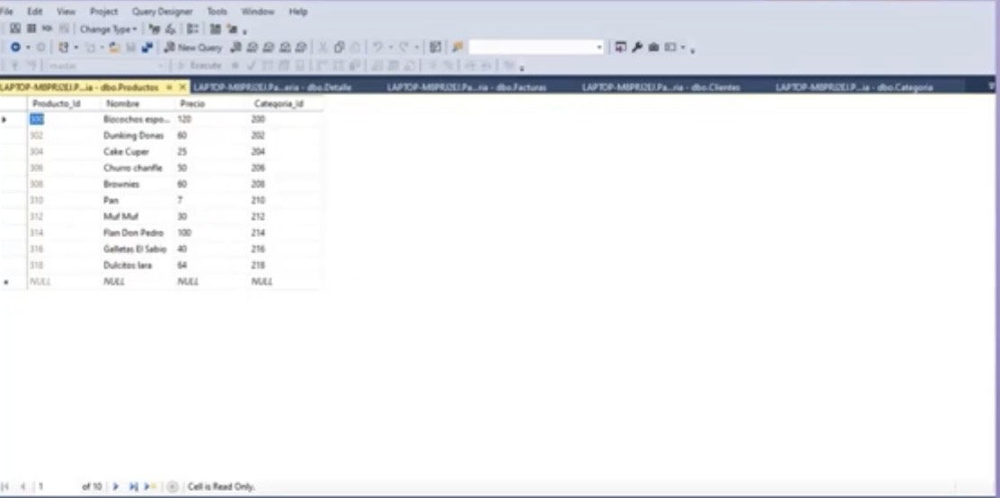 File Edit View Project Query Designer Tools Window Help
Change Type
New Query
master Execute
LAPTOP-M8PRJ2EJ.P...ia - dbo.Productos LAPTOP-M8PRJ2EJ.Pa...eria - dbo.Detalle LAPTOP-M8PRJ2EJ.Pa...ria - dbo.Facturas LAPTOP-M8PRJ2EJ.Pa...ria - dbo.Clientes LAPTOP-M8PRJ2EJ.P...ia - dbo.Categoria
Producto_Id Nombre Precio Categoria_Id
300 Bizcochos espo... 120 200
302 Dunking Donas 60 202
304 Cake Cuper 25 204
306 Churro chanfle 50 206
308 Brownies 60 208
310 Pan 7 210
312 Muf Muf 30 212
314 Flan Don Pedro 100 214
316 Galletas El Sabio 40 216
318 Dulcitos lara 64 218
NULL NULL NULL NULL
1 of 10 Cell is Read Only.